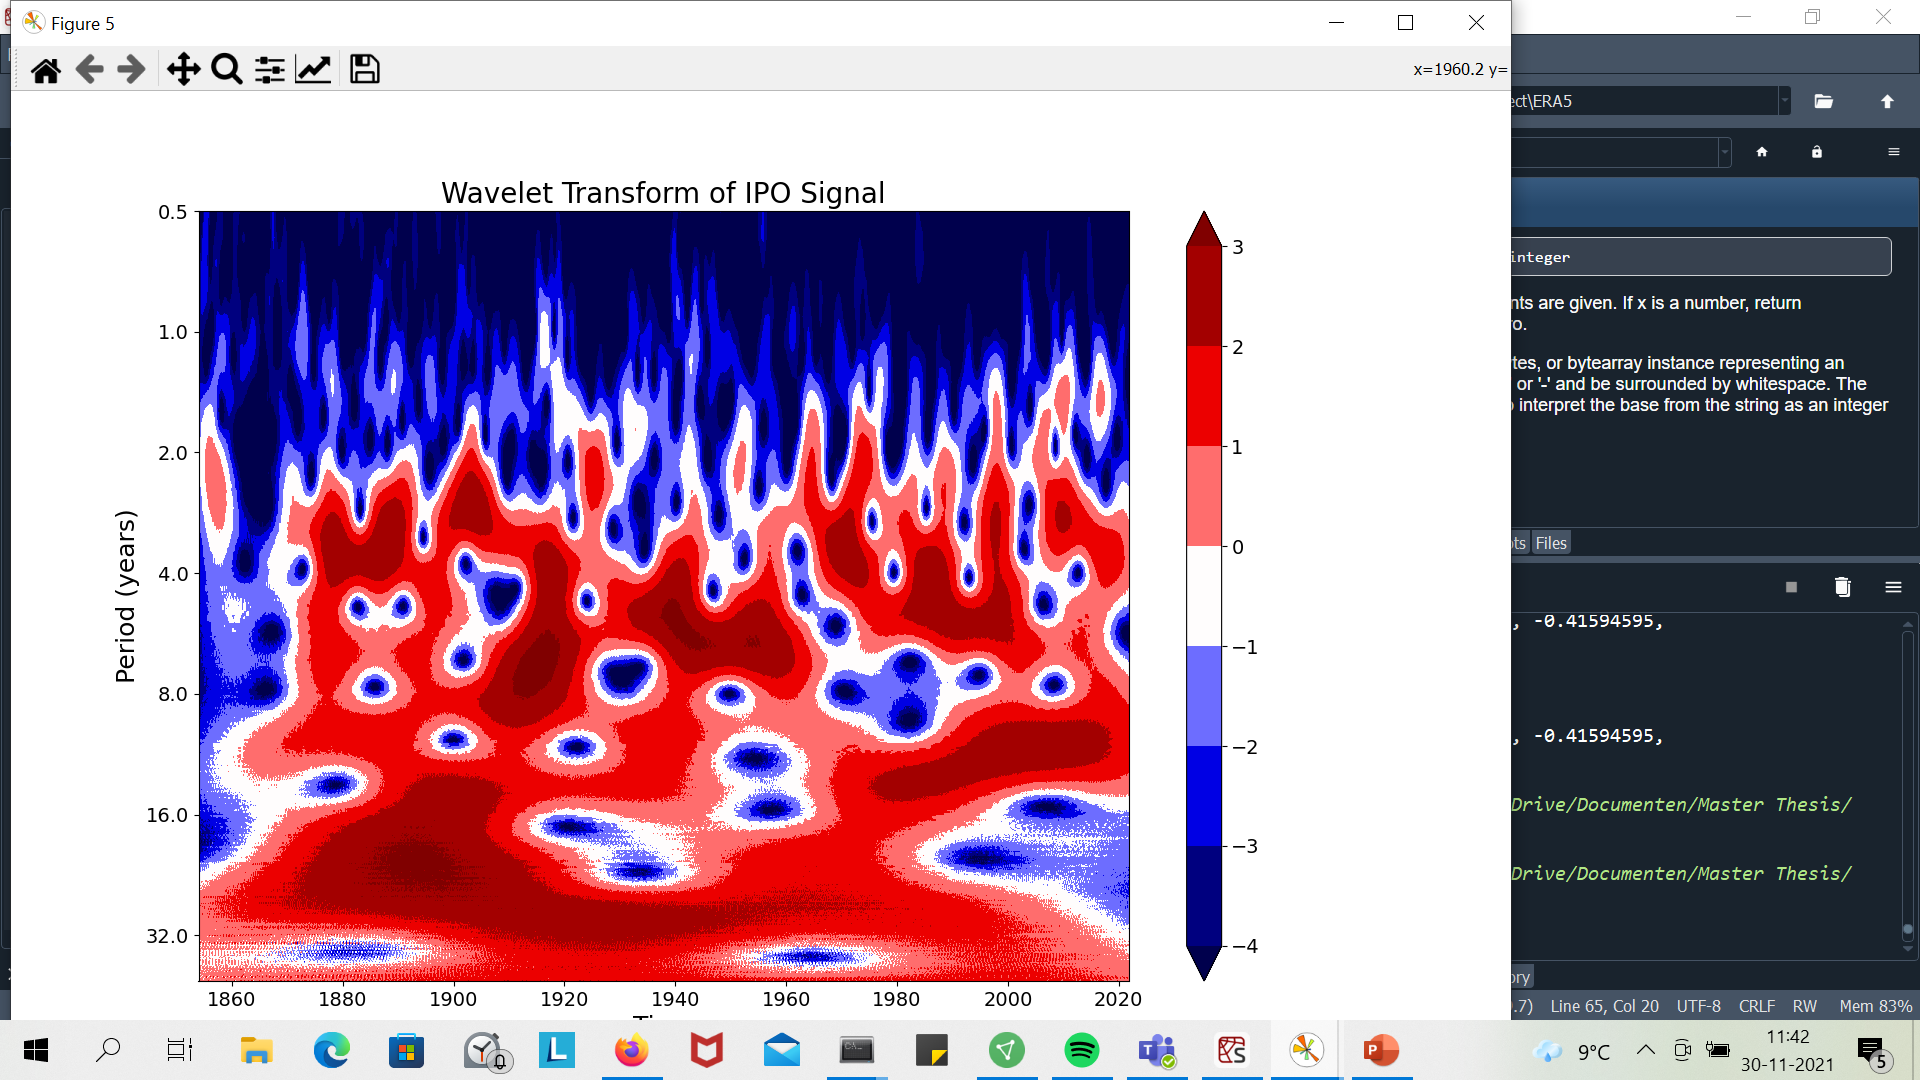 Figure 5
x=1960.2 y=
ect\ERA5
Wavelet Transform of IPO Signal
Period (years)
0.5
1.0
2.0
4.0
8.0
16.0
32.0
1860 1880 1900 1920 1940 1960 1980 2000 2020
3
2
1
0
−1
−2
−3
−4
integer
nts are given. If x is a number, return
ro.
tes, or bytearray instance representing an
or '-' and be surrounded by whitespace. The
interpret the base from the string as an integer
ots Files
, -0.41594595,
, -0.41594595,
Drive/Documenten/Master Thesis/
Drive/Documenten/Master Thesis/
ory
.7) Line 65, Col 20 UTF-8 CRLF RW Mem 83%
9°C
11:42
30-11-2021
5